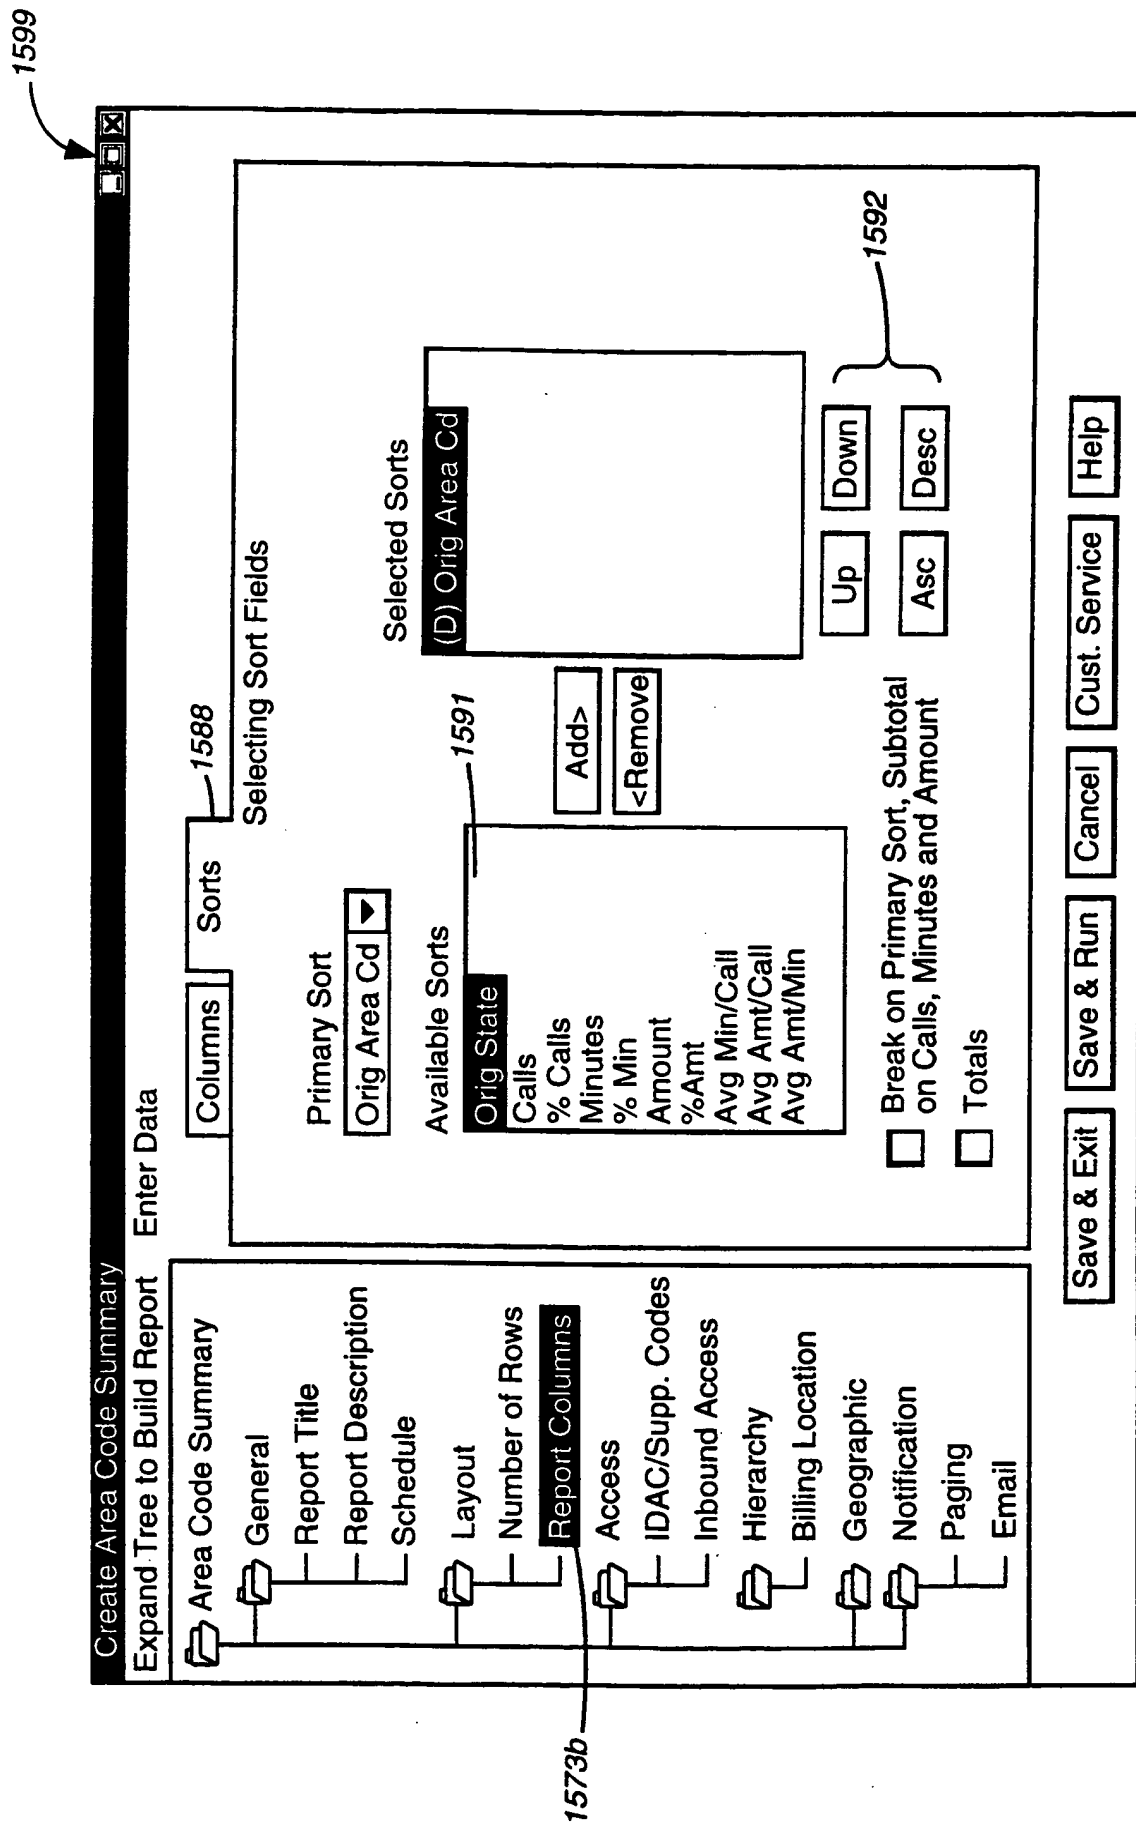 1599
Create Area Code Summary
Expand Tree to Build Report
Enter Data
Area Code Summary
General
Report Title
Report Description
Schedule
Layout
Number of Rows
Report Columns
Access
IDAC/Supp. Codes
Inbound Access
Hierarchy
Billing Location
Geographic
Notification
Paging
Email
1573b
Columns
Sorts
1588
Selecting Sort Fields
Primary Sort
Orig Area Cd
Available Sorts
1591
Orig State
Calls
% Calls
Minutes
% Min
Amount
%Amt
Avg Min/Call
Avg Amt/Call
Avg Amt/Min
Add>
<Remove
Selected Sorts
(D) Orig Area Cd
Up
Down
Asc
Desc
1592
Break on Primary Sort, Subtotal
on Calls, Minutes and Amount
Totals
Save & Exit
Save & Run
Cancel
Cust. Service
Help